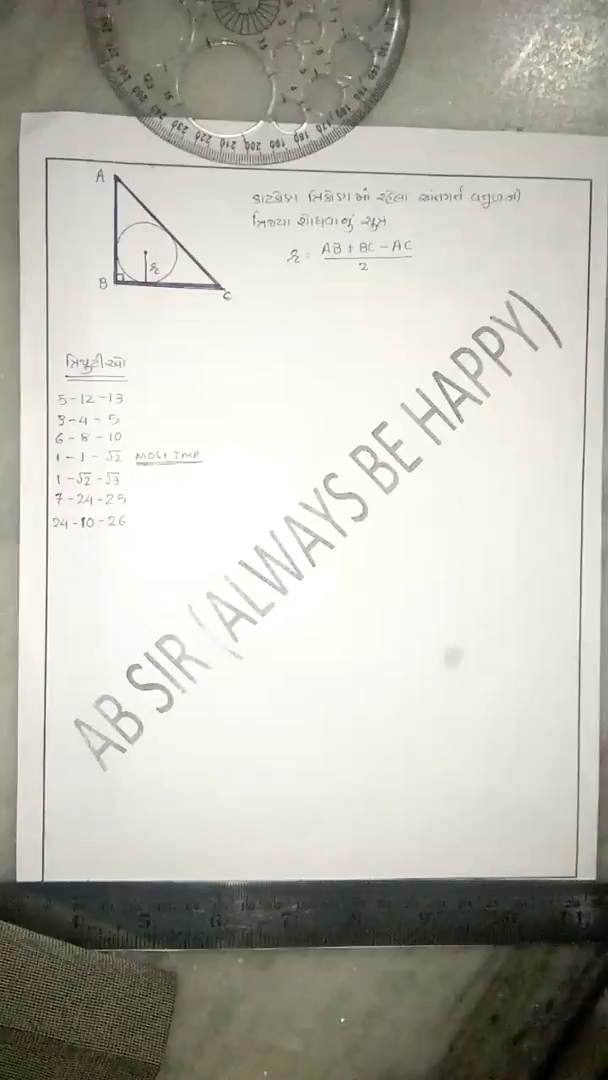 A
કાટકોણ ત્રિકોણમાં રહેલા અંતર્ગત વર્તુળની
ત્રિજ્યા શોધવાનું સૂત્ર
r = AB + BC - AC / 2
r
B
C
ત્રિપુટીઓ
5 - 12 - 13
3 - 4 - 5
6 - 8 - 10
1 - 1 - √2 MOST IMP
1 - √2 - √3
7 - 24 - 25
24 - 10 - 26
AB SIR (ALWAYS BE HAPPY)